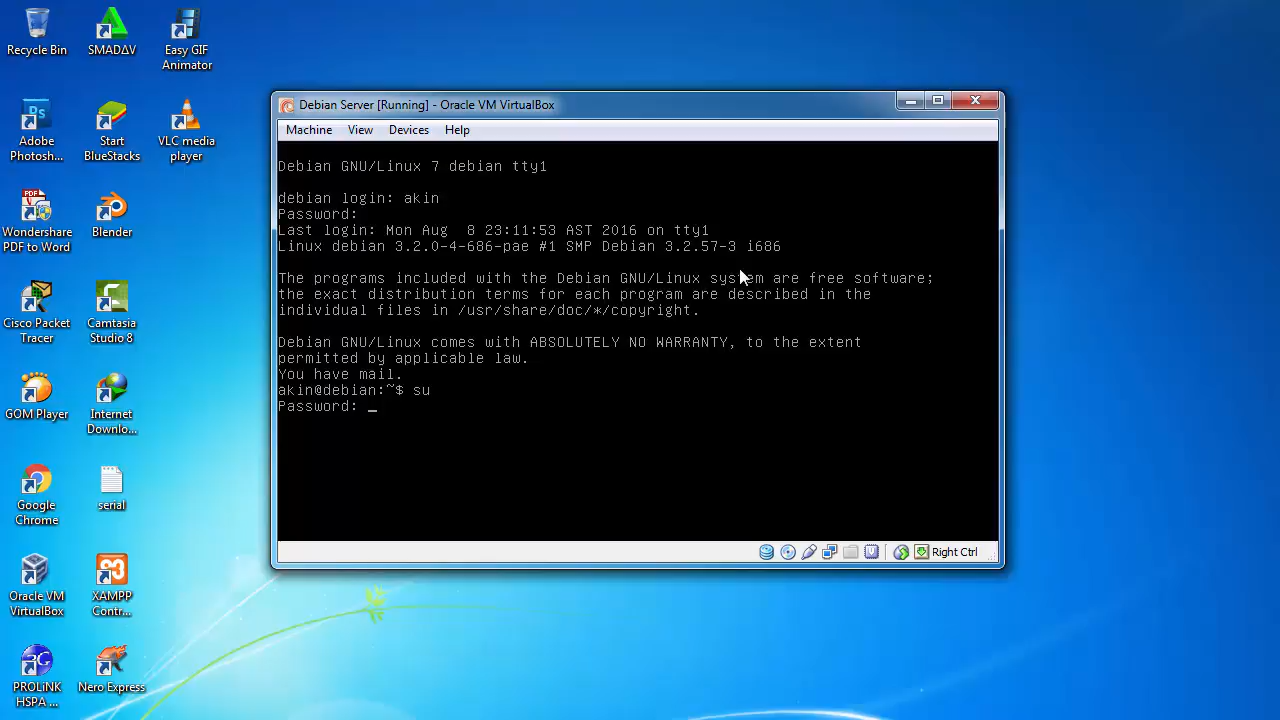 Recycle Bin
SMADΔV
Easy GIF
Animator
Adobe
Photosh...
Start
BlueStacks
VLC media
player
Wondershare
PDF to Word
Blender
Cisco Packet
Tracer
Camtasia
Studio 8
GOM Player
Internet
Downlo...
Google
Chrome
serial
Oracle VM
VirtualBox
XAMPP
Contr...
PROLiNK
HSPA ...
Nero Express
Debian Server [Running] - Oracle VM VirtualBox
Machine View Devices Help
Debian GNU/Linux 7 debian tty1
debian login: akin
Password:
Last login: Mon Aug  8 23:11:53 AST 2016 on tty1
Linux debian 3.2.0-4-686-pae #1 SMP Debian 3.2.57-3 i686
The programs included with the Debian GNU/Linux system are free software;
the exact distribution terms for each program are described in the
individual files in /usr/share/doc/*/copyright.
Debian GNU/Linux comes with ABSOLUTELY NO WARRANTY, to the extent
permitted by applicable law.
You have mail.
akin@debian:~$ su
Password: _
Right Ctrl